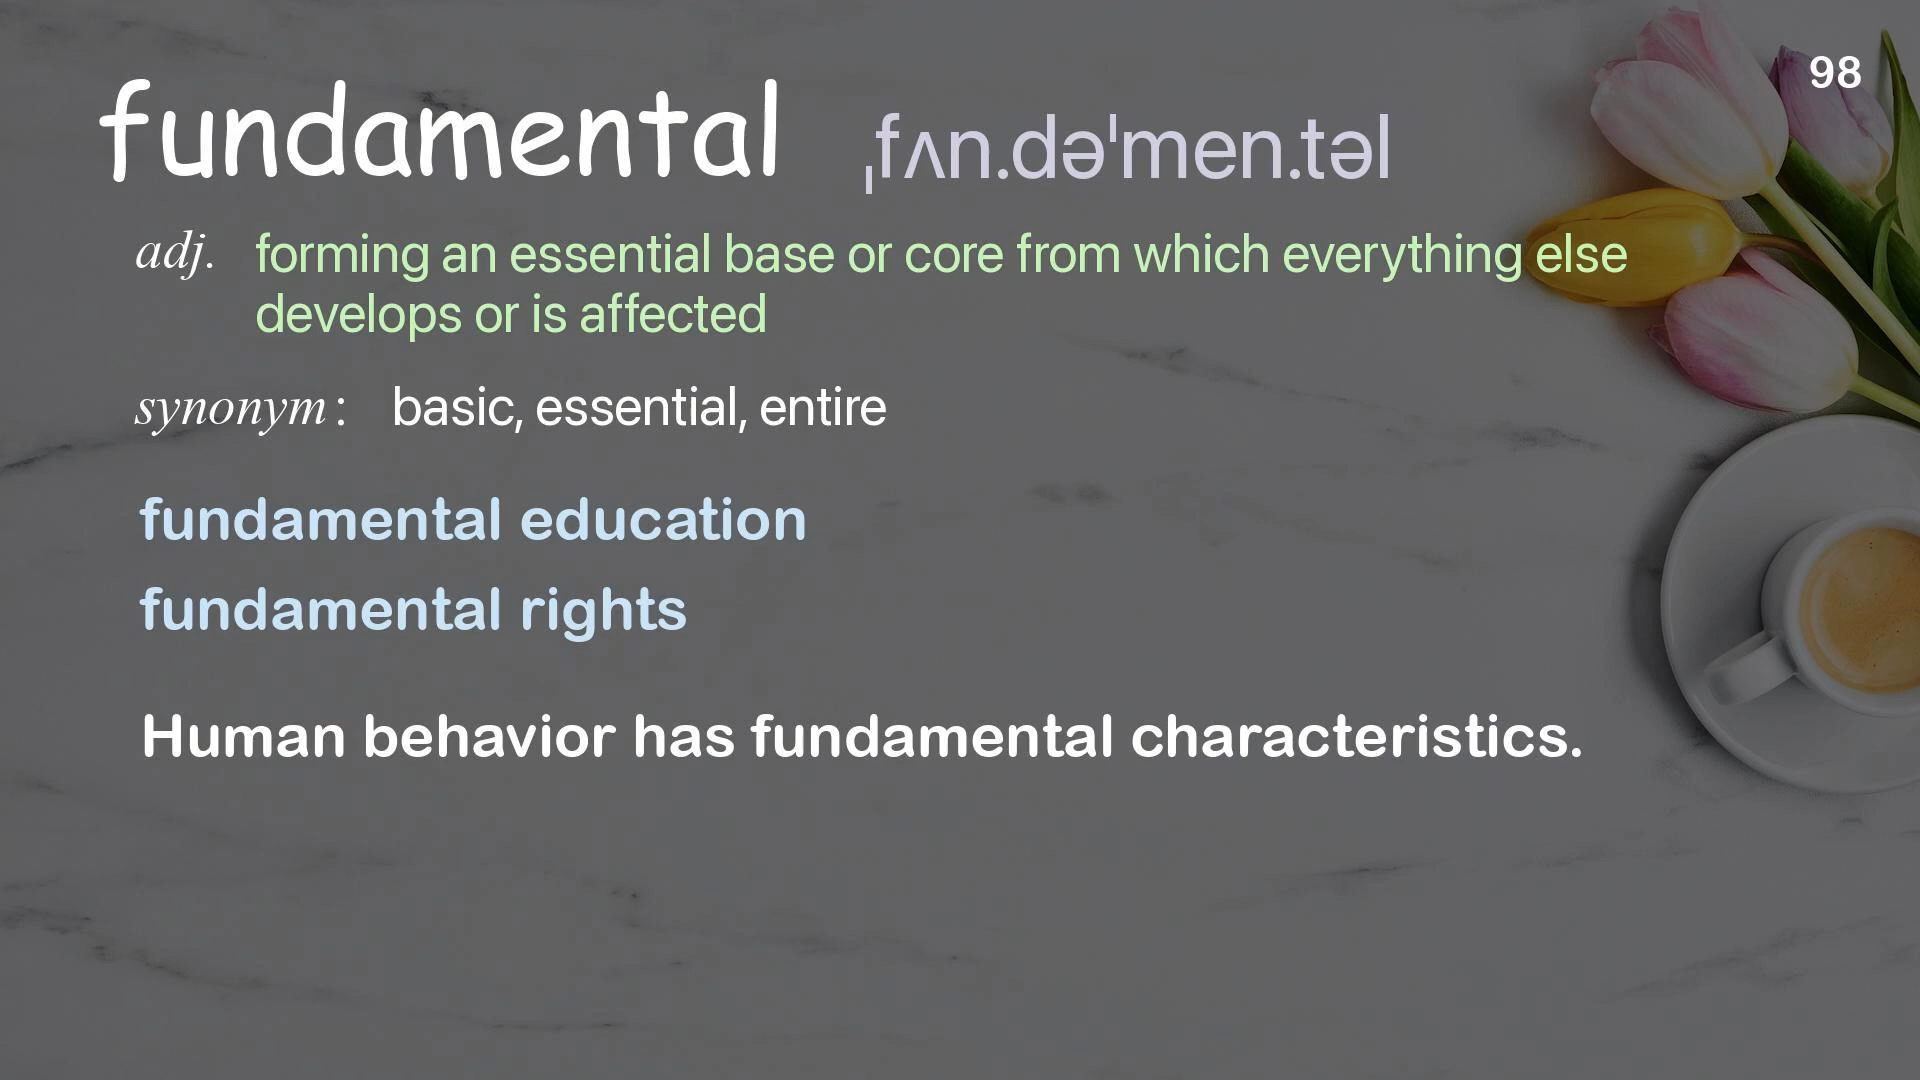 98
fundamental ˌfʌn.dəˈmen.təl
adj. forming an essential base or core from which everything else
develops or is affected
synonym: basic, essential, entire
fundamental education
fundamental rights
Human behavior has fundamental characteristics.